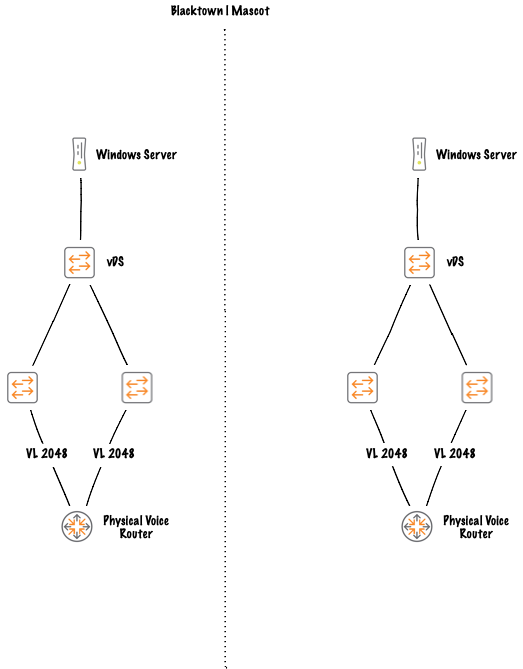 Blacktown | Mascot
Windows Server
Windows Server
vDS
vDS
VL 2048
VL 2048
VL 2048
VL 2048
Physical Voice
Router
Physical Voice
Router